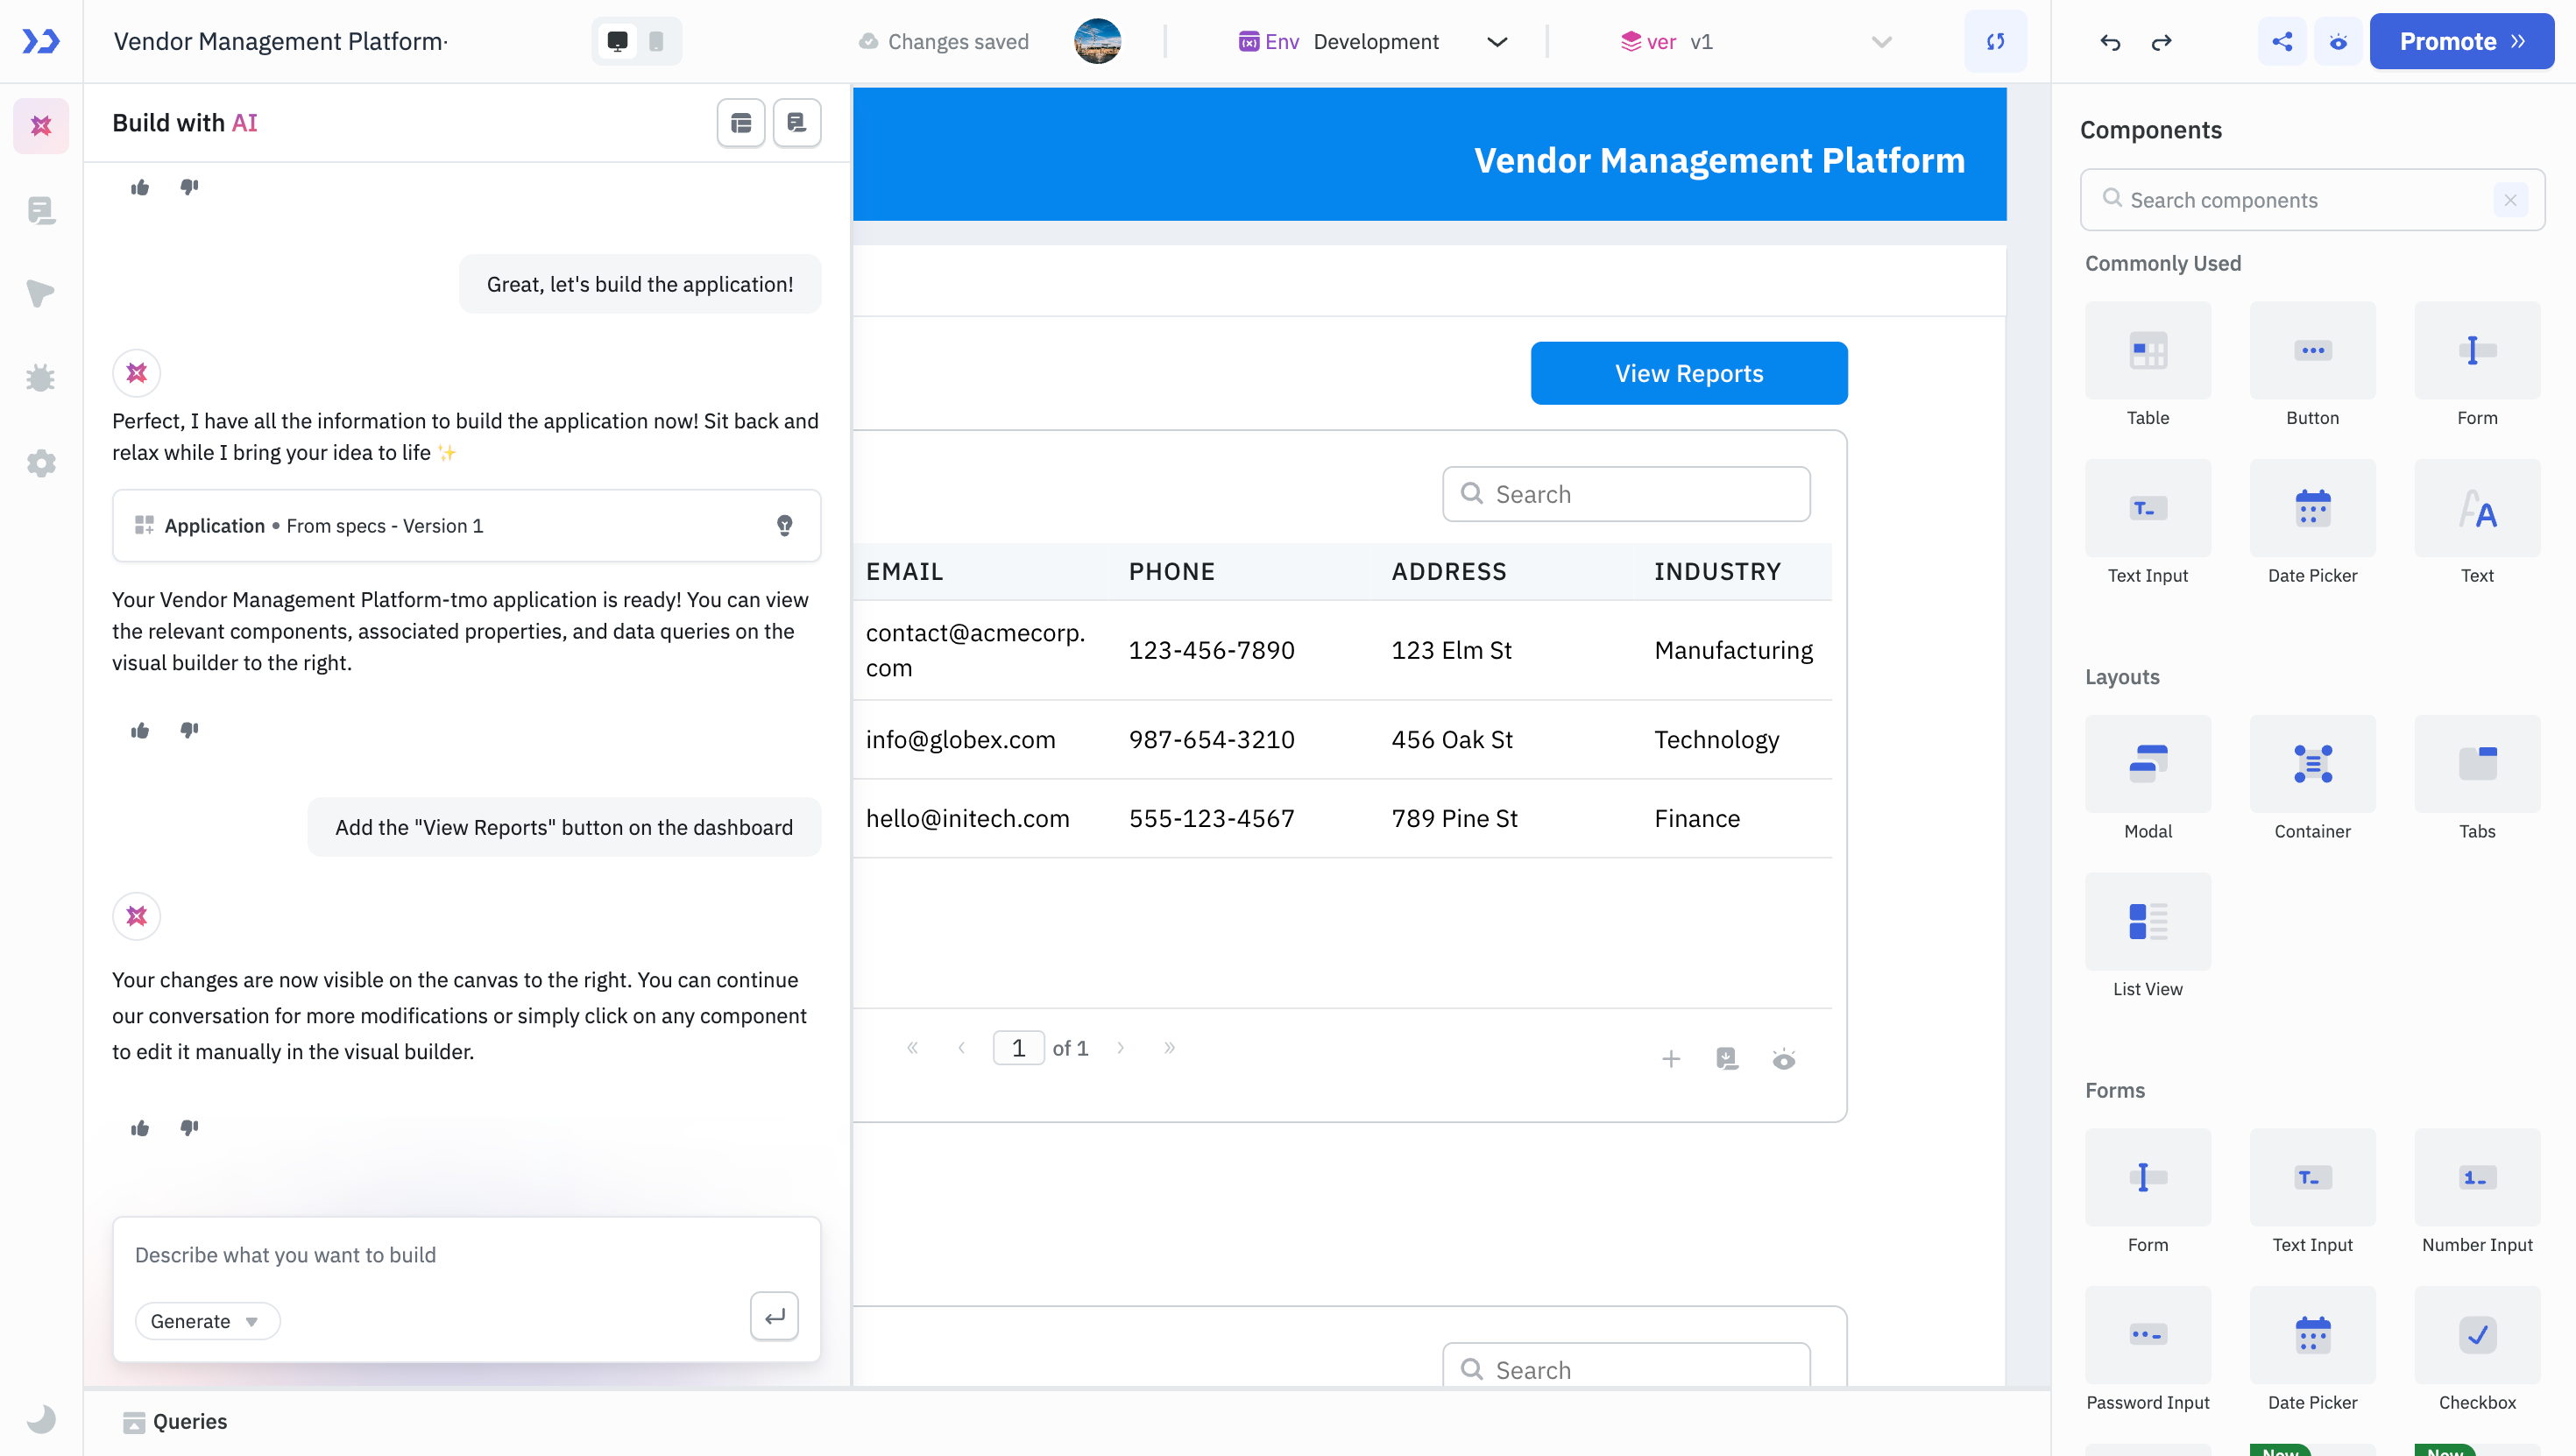 Vendor Management Platform·
Changes saved
Env Development
ver v1
Promote
Build with AI
Great, let's build the application!
Perfect, I have all the information to build the application now! Sit back and
relax while I bring your idea to life ✨
Application • From specs - Version 1
Your Vendor Management Platform-tmo application is ready! You can view
the relevant components, associated properties, and data queries on the
visual builder to the right.
Add the "View Reports" button on the dashboard
Your changes are now visible on the canvas to the right. You can continue
our conversation for more modifications or simply click on any component
to edit it manually in the visual builder.
Describe what you want to build
Generate
Queries
Vendor Management Platform
View Reports
Search
EMAIL PHONE ADDRESS INDUSTRY
contact@acmecorp.
com
123-456-7890 123 Elm St Manufacturing
info@globex.com 987-654-3210 456 Oak St Technology
hello@initech.com 555-123-4567 789 Pine St Finance
1 of 1
Search
Components
Search components
Commonly Used
Table Button Form
Text Input Date Picker Text
Layouts
Modal Container Tabs
List View
Forms
Form Text Input Number Input
Password Input Date Picker Checkbox
New New